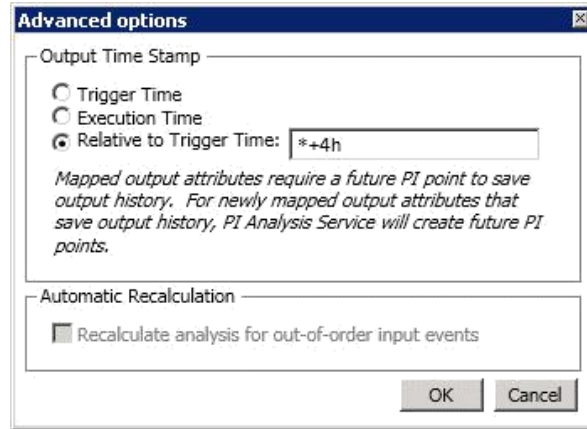 Advanced options
Output Time Stamp
Trigger Time
Execution Time
Relative to Trigger Time: *+4h
Mapped output attributes require a future PI point to save
output history. For newly mapped output attributes that
save output history, PI Analysis Service will create future PI
points.
Automatic Recalculation
Recalculate analysis for out-of-order input events
OK Cancel